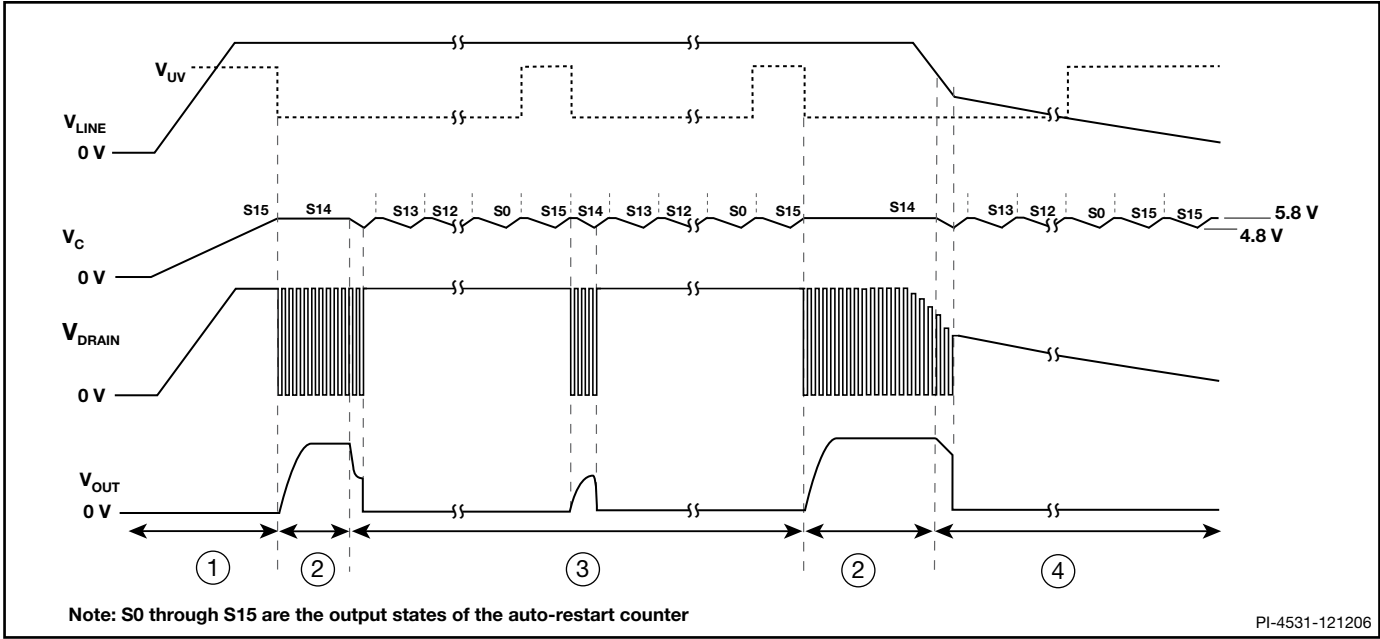 V_UV
V_LINE
0 V
S15 S14 S13 S12 S0 S15 S14 S13 S12 S0 S15 S14 S13 S12 S0 S15 S15 5.8 V
4.8 V
V_C
0 V
V_DRAIN
0 V
V_OUT
0 V
1 2 3 2 4
Note: S0 through S15 are the output states of the auto-restart counter
PI-4531-121206